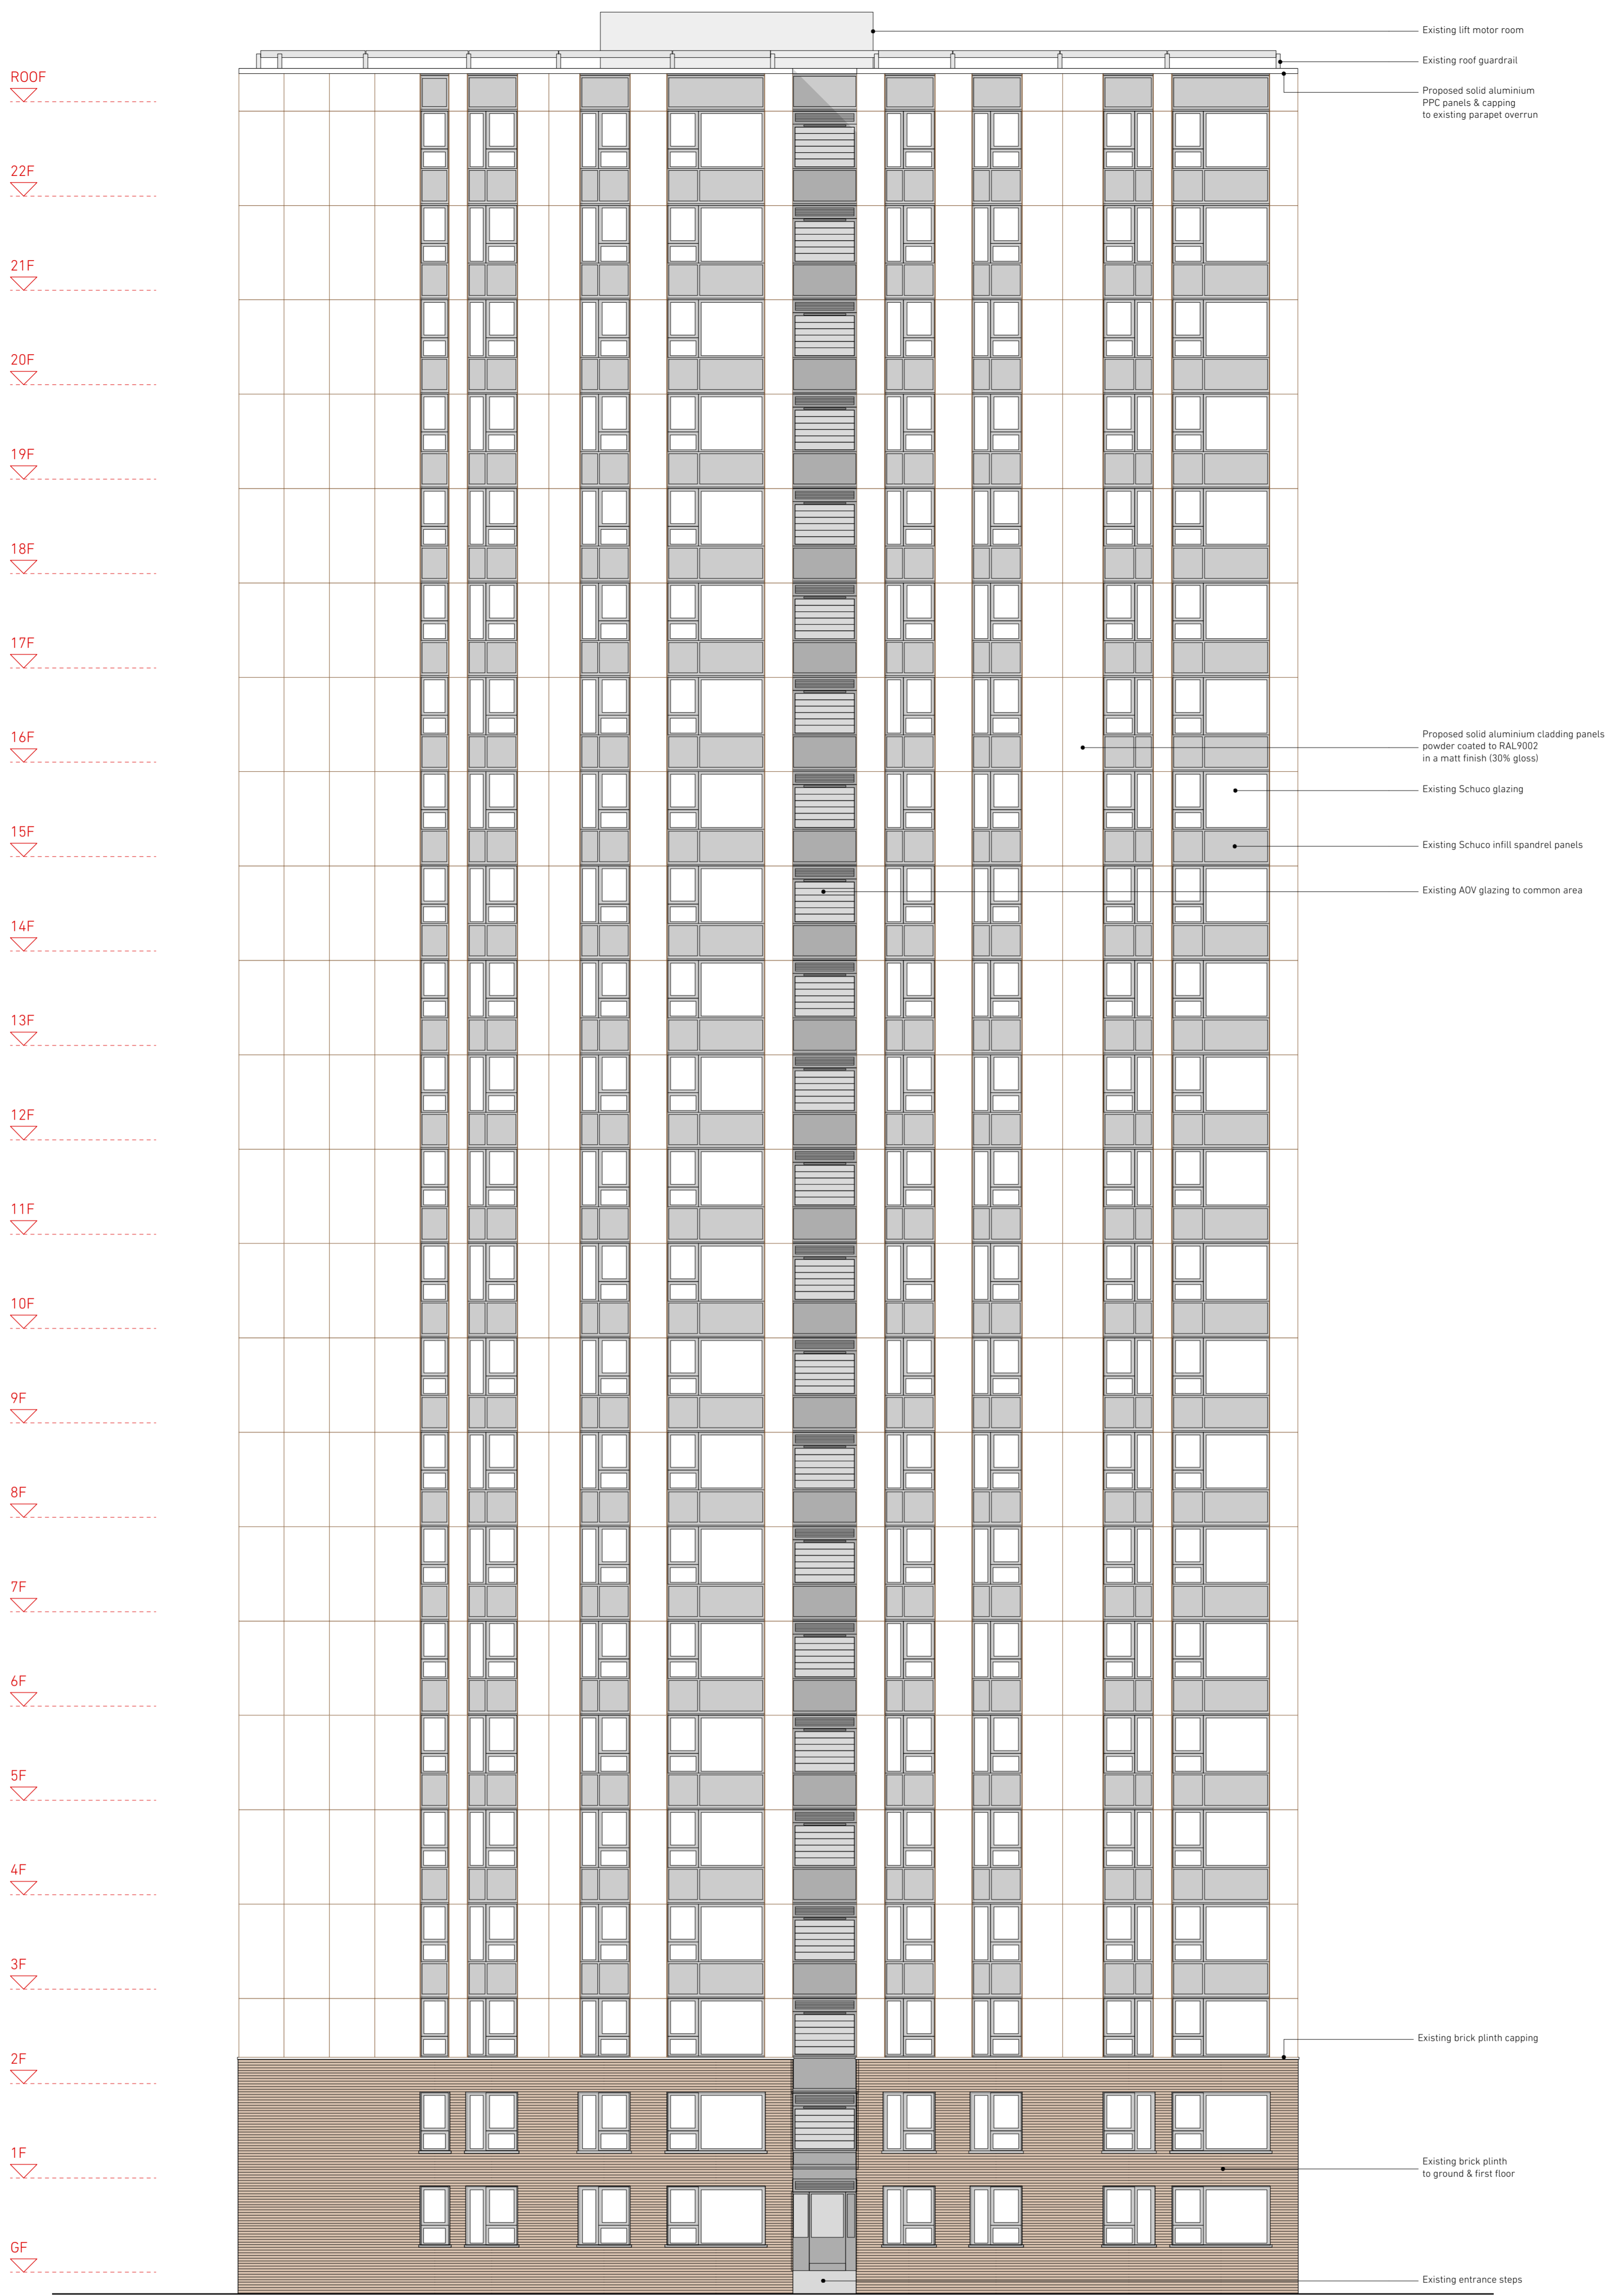 Existing lift motor room
Existing roof guardrail
ROOF
Proposed solid aluminium
PPC panels & capping
to existing parapet overrun
22F
21F
20F
19F
18F
17F
16F
Proposed solid aluminium cladding panels
powder coated to RAL9002
in a matt finish (30% gloss)
Existing Schuco glazing
15F
Existing Schuco infill spandrel panels
Existing AOV glazing to common area
14F
13F
12F
11F
10F
9F
8F
7F
6F
5F
4F
3F
Existing brick plinth capping
2F
1F
Existing brick plinth
to ground & first floor
GF
Existing entrance steps